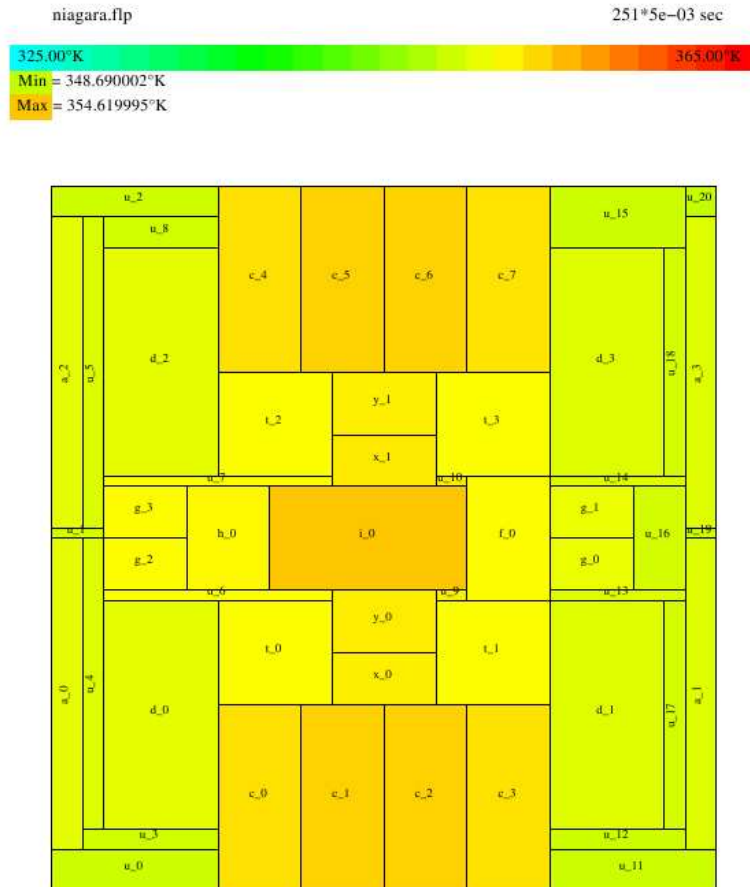 niagara.flp 251*5e−03 sec
325.00°K 365.00°K
Min = 348.690002°K
Max = 354.619995°K
u_2 u_20
u_15
u_8
c_4 c_5 c_6 c_7
d_2 d_3
a_2 u_5 u_18 a_3
y_1
t_2 t_3
x_1
u_7 u_10 u_14
g_3 g_1
u_1 h_0 i_0 f_0 u_16 u_19
g_2 g_0
u_6 u_9 u_13
y_0
t_0 t_1
x_0
a_0 u_4 u_17 a_1
d_0 d_1
c_0 c_1 c_2 c_3
u_3 u_12
u_0 u_11